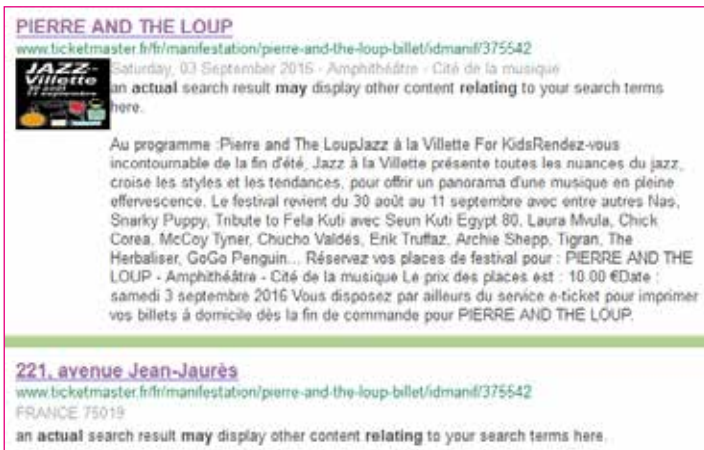 PIERRE AND THE LOUP
www.ticketmaster.fr/fr/manifestation/pierre-and-the-loup-billet/idmanif/375542
JAZZ-
Villette
30 août
11 septembre
Saturday, 03 September 2016 - Amphithéâtre - Cité de la musique
an actual search result may display other content relating to your search terms
here.
Au programme :Pierre and The LoupJazz à la Villette For KidsRendez-vous
incontournable de la fin d'été, Jazz à la Villette présente toutes les nuances du jazz,
croise les styles et les tendances, pour offrir un panorama d'une musique en pleine
effervescence. Le festival revient du 30 août au 11 septembre avec entre autres Nas,
Snarky Puppy, Tribute to Fela Kuti avec Seun Kuti Egypt 80, Laura Mvula, Chick
Corea, McCoy Tyner, Chucho Valdés, Erik Truffaz, Archie Shepp, Tigran, The
Herbaliser, GoGo Penguin... Réservez vos places de festival pour : PIERRE AND THE
LOUP - Amphithéâtre - Cité de la musique Le prix des places est : 10.00 €Date :
samedi 3 septembre 2016 Vous disposez par ailleurs du service e-ticket pour imprimer
vos billets à domicile dès la fin de commande pour PIERRE AND THE LOUP.
221, avenue Jean-Jaurès
www.ticketmaster.fr/fr/manifestation/pierre-and-the-loup-billet/idmanif/375542
FRANCE 75019
an actual search result may display other content relating to your search terms here.